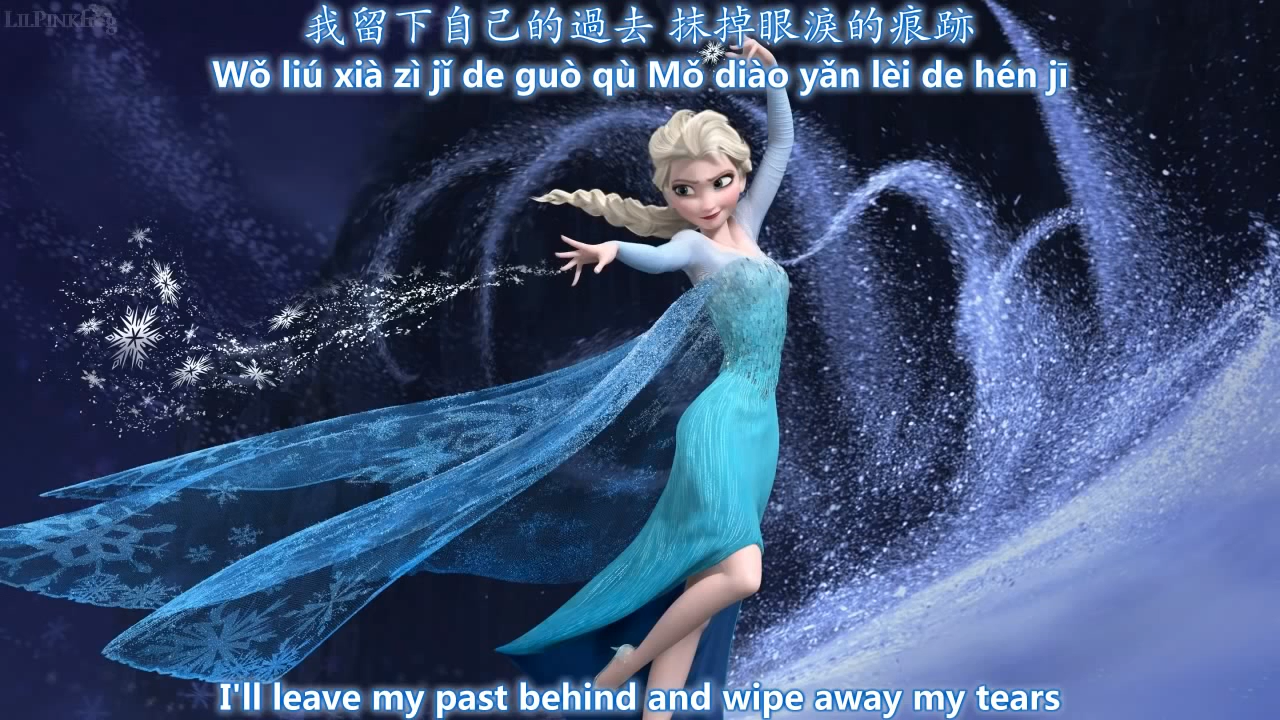 LilPinkFrog
我留下自己的過去 抹掉眼淚的痕跡
Wǒ liú xià zì jǐ de guò qù Mǒ diào yǎn lèi de hén jī
I'll leave my past behind and wipe away my tears